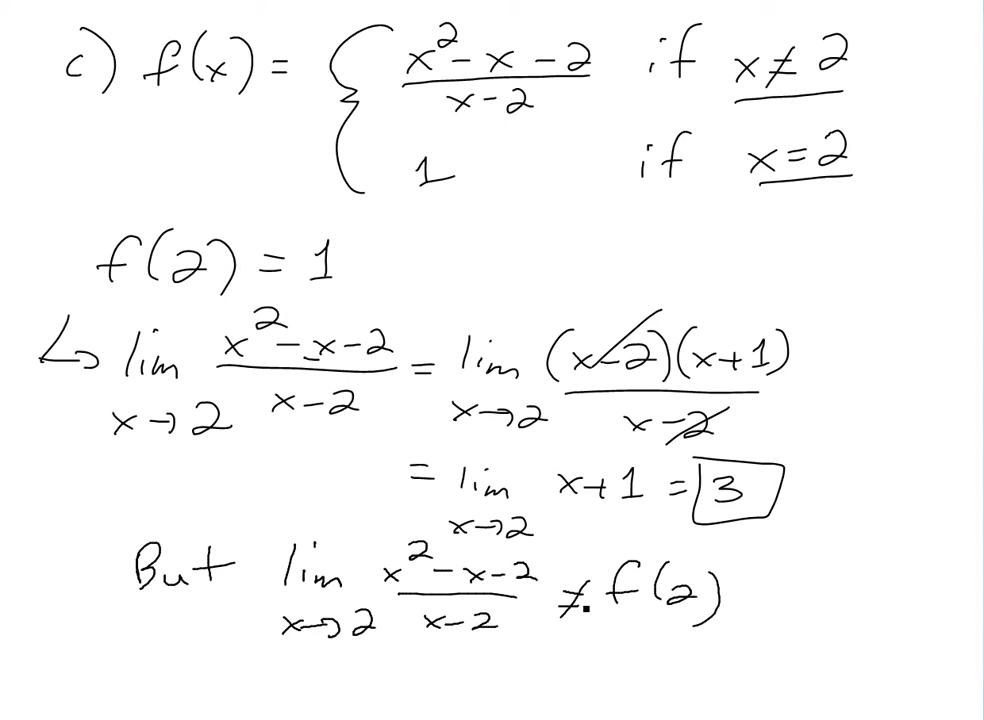 c) f(x) = { (x² - x - 2)/(x - 2) if x ≠ 2
1 if x = 2
f(2) = 1
↳ lim x→2 (x² - x - 2)/(x - 2) = lim x→2 (x - 2)(x + 1)/(x - 2)
= lim x→2 x + 1 = 3
But lim x→2 (x² - x - 2)/(x - 2) ≠ f(2)